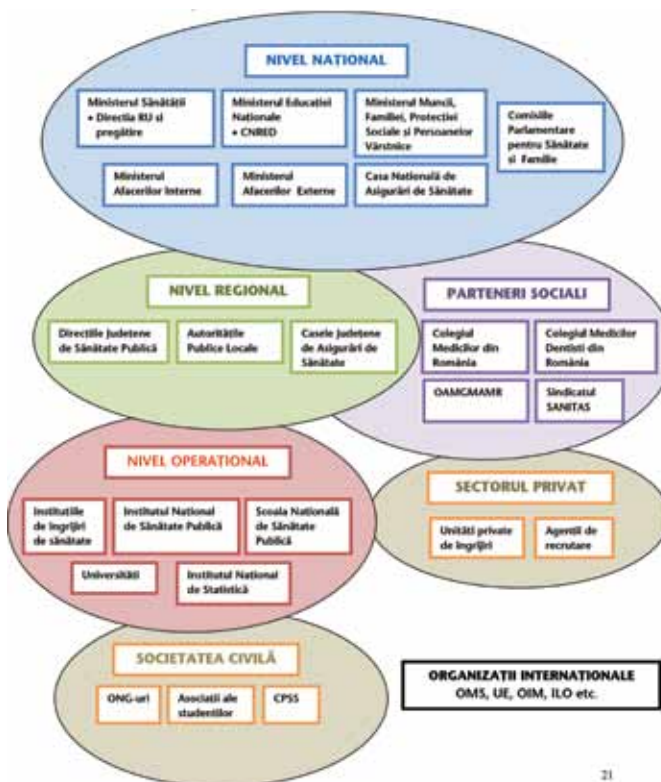 NIVEL NAȚIONAL
Ministerul Sănătății
• Direcția RU și
pregătire
Ministerul Educației
Naționale
• CNRED
Ministerul Muncii,
Familiei, Protecției
Sociale și Persoanelor
Vârstnice
Comisiile
Parlamentare
pentru Sănătate
și Familie
Ministerul
Afacerilor Interne
Ministerul
Afacerilor Externe
Casa Națională de
Asigurări de Sănătate
NIVEL REGIONAL
Direcțiile Județene
de Sănătate Publică
Autoritățile
Publice Locale
Casele Județene
de Asigurări de
Sănătate
PARTENERI SOCIALI
Colegiul
Medicilor din
România
Colegiul Medicilor
Dentisti din
România
OAMGMAMR
Sindicatul
SANITAS
NIVEL OPERAȚIONAL
Instituțiile
de îngrijiri
de sănătate
Institutul National
de Sănătate Publică
Scoala Națională
de Sănătate
Publică
Universități
Institutul National
de Statistică
SECTORUL PRIVAT
Unități private
de îngrijiri
Agenții de
recrutare
SOCIETATEA CIVILĂ
ONG-uri
Asociații ale
studentilor
CPSS
ORGANIZAȚII INTERNAȚIONALE
OMS, UE, OIM, ILO etc.
21